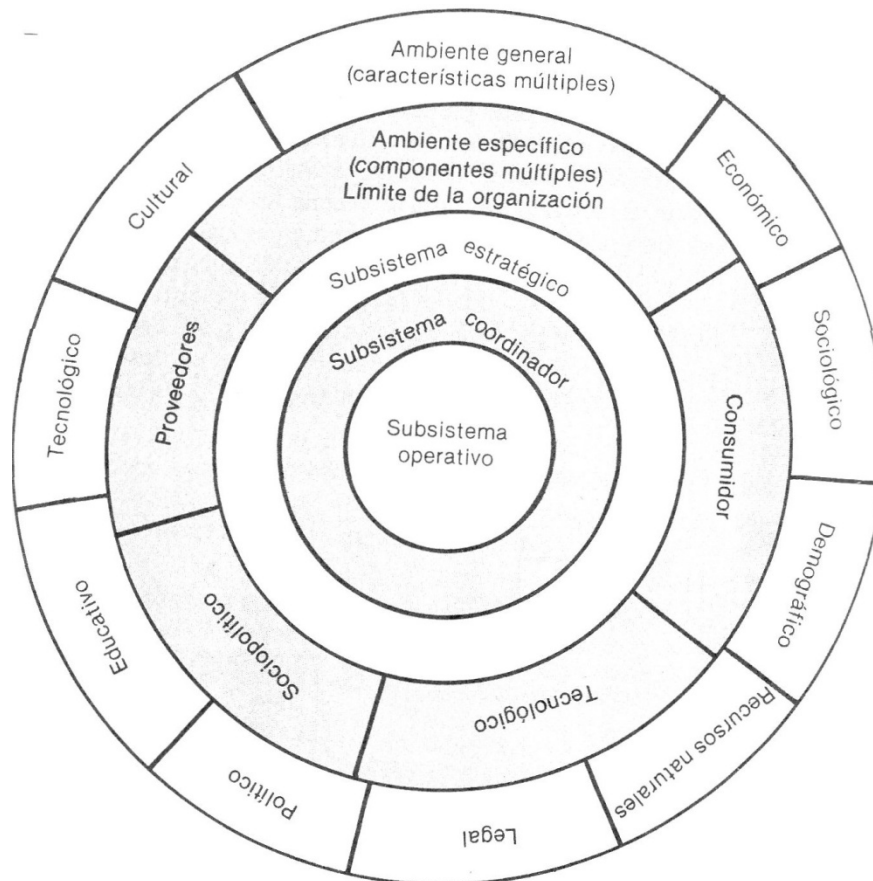 Ambiente general
(características múltiples)
Económico
Sociológico
Demográfico
Recursos naturales
Legal
Político
Educativo
Tecnológico
Cultural
Ambiente específico
(componentes múltiples)
Límite de la organización
Consumidor
Tecnológico
Sociopolítico
Proveedores
Subsistema estratégico
Subsistema coordinador
Subsistema
operativo